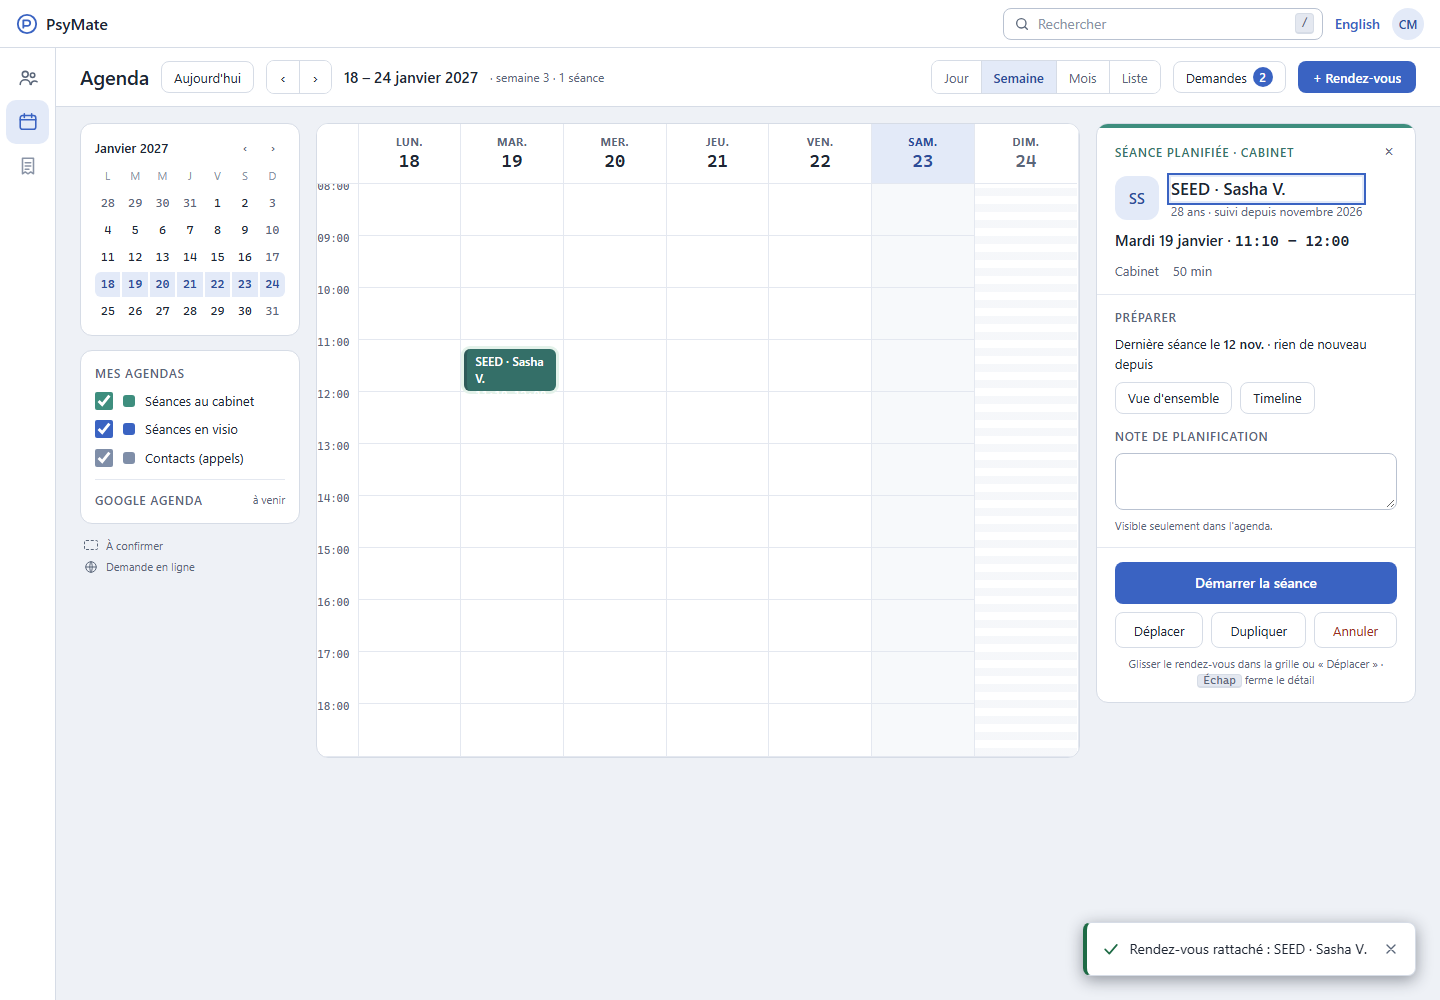 PsyMate
Rechercher
/
English
CM
Agenda
Aujourd'hui
‹
›
18 – 24 janvier 2027
· semaine 3 · 1 séance
Jour
Semaine
Mois
Liste
Demandes 2
+ Rendez-vous
Janvier 2027
‹
›
L M M J V S D
28 29 30 31 1 2 3
4 5 6 7 8 9 10
11 12 13 14 15 16 17
18 19 20 21 22 23 24
25 26 27 28 29 30 31
MES AGENDAS
Séances au cabinet
Séances en visio
Contacts (appels)
GOOGLE AGENDA
à venir
À confirmer
Demande en ligne
LUN. MAR. MER. JEU. VEN. SAM. DIM.
18 19 20 21 22 23 24
08:00
09:00
10:00
11:00
12:00
13:00
14:00
15:00
16:00
17:00
18:00
SEED · Sasha
V.
SÉANCE PLANIFIÉE · CABINET
×
SS
SEED · Sasha V.
28 ans · suivi depuis novembre 2026
Mardi 19 janvier · 11:10 – 12:00
Cabinet 50 min
PRÉPARER
Dernière séance le 12 nov. · rien de nouveau
depuis
Vue d'ensemble
Timeline
NOTE DE PLANIFICATION
Visible seulement dans l'agenda.
Démarrer la séance
Déplacer
Dupliquer
Annuler
Glisser le rendez-vous dans la grille ou « Déplacer » ·
Échap ferme le détail
Rendez-vous rattaché : SEED · Sasha V.